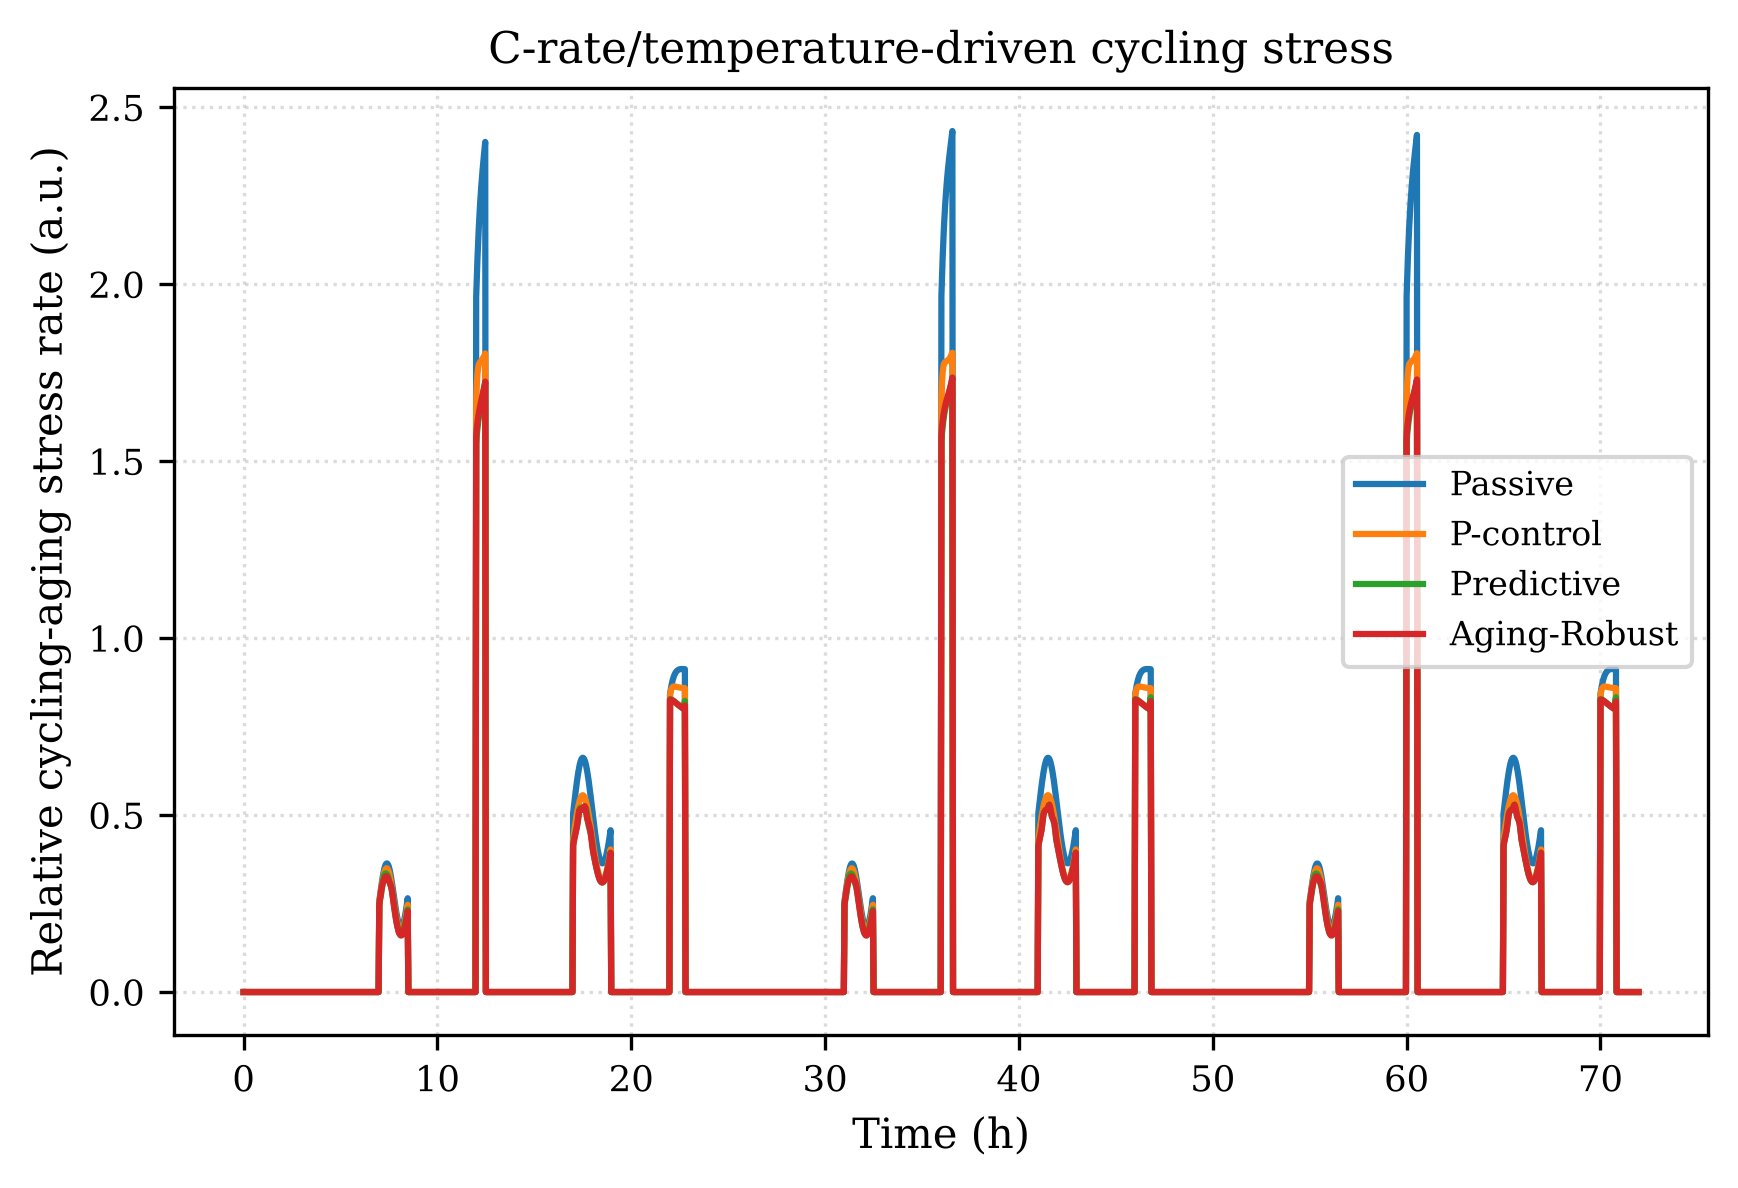 C-rate/temperature-driven cycling stress
Relative cycling-aging stress rate (a.u.)
2.5
2.0
1.5
1.0
0.5
0.0
Passive
P-control
Predictive
Aging-Robust
0 10 20 30 40 50 60 70
Time (h)